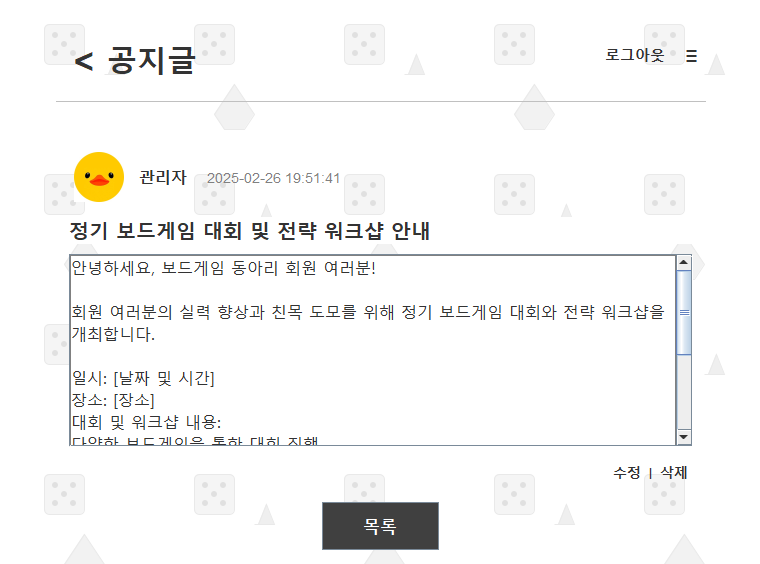 < 공지글
로그아웃 ☰
관리자 2025-02-26 19:51:41
정기 보드게임 대회 및 전략 워크샵 안내
안녕하세요, 보드게임 동아리 회원 여러분!
회원 여러분의 실력 향상과 친목 도모를 위해 정기 보드게임 대회와 전략 워크샵을
개최합니다.
일시: [날짜 및 시간]
장소: [장소]
대회 및 워크샵 내용:
다양한 보드게임을 통한 대회 진행
수정 | 삭제
목록